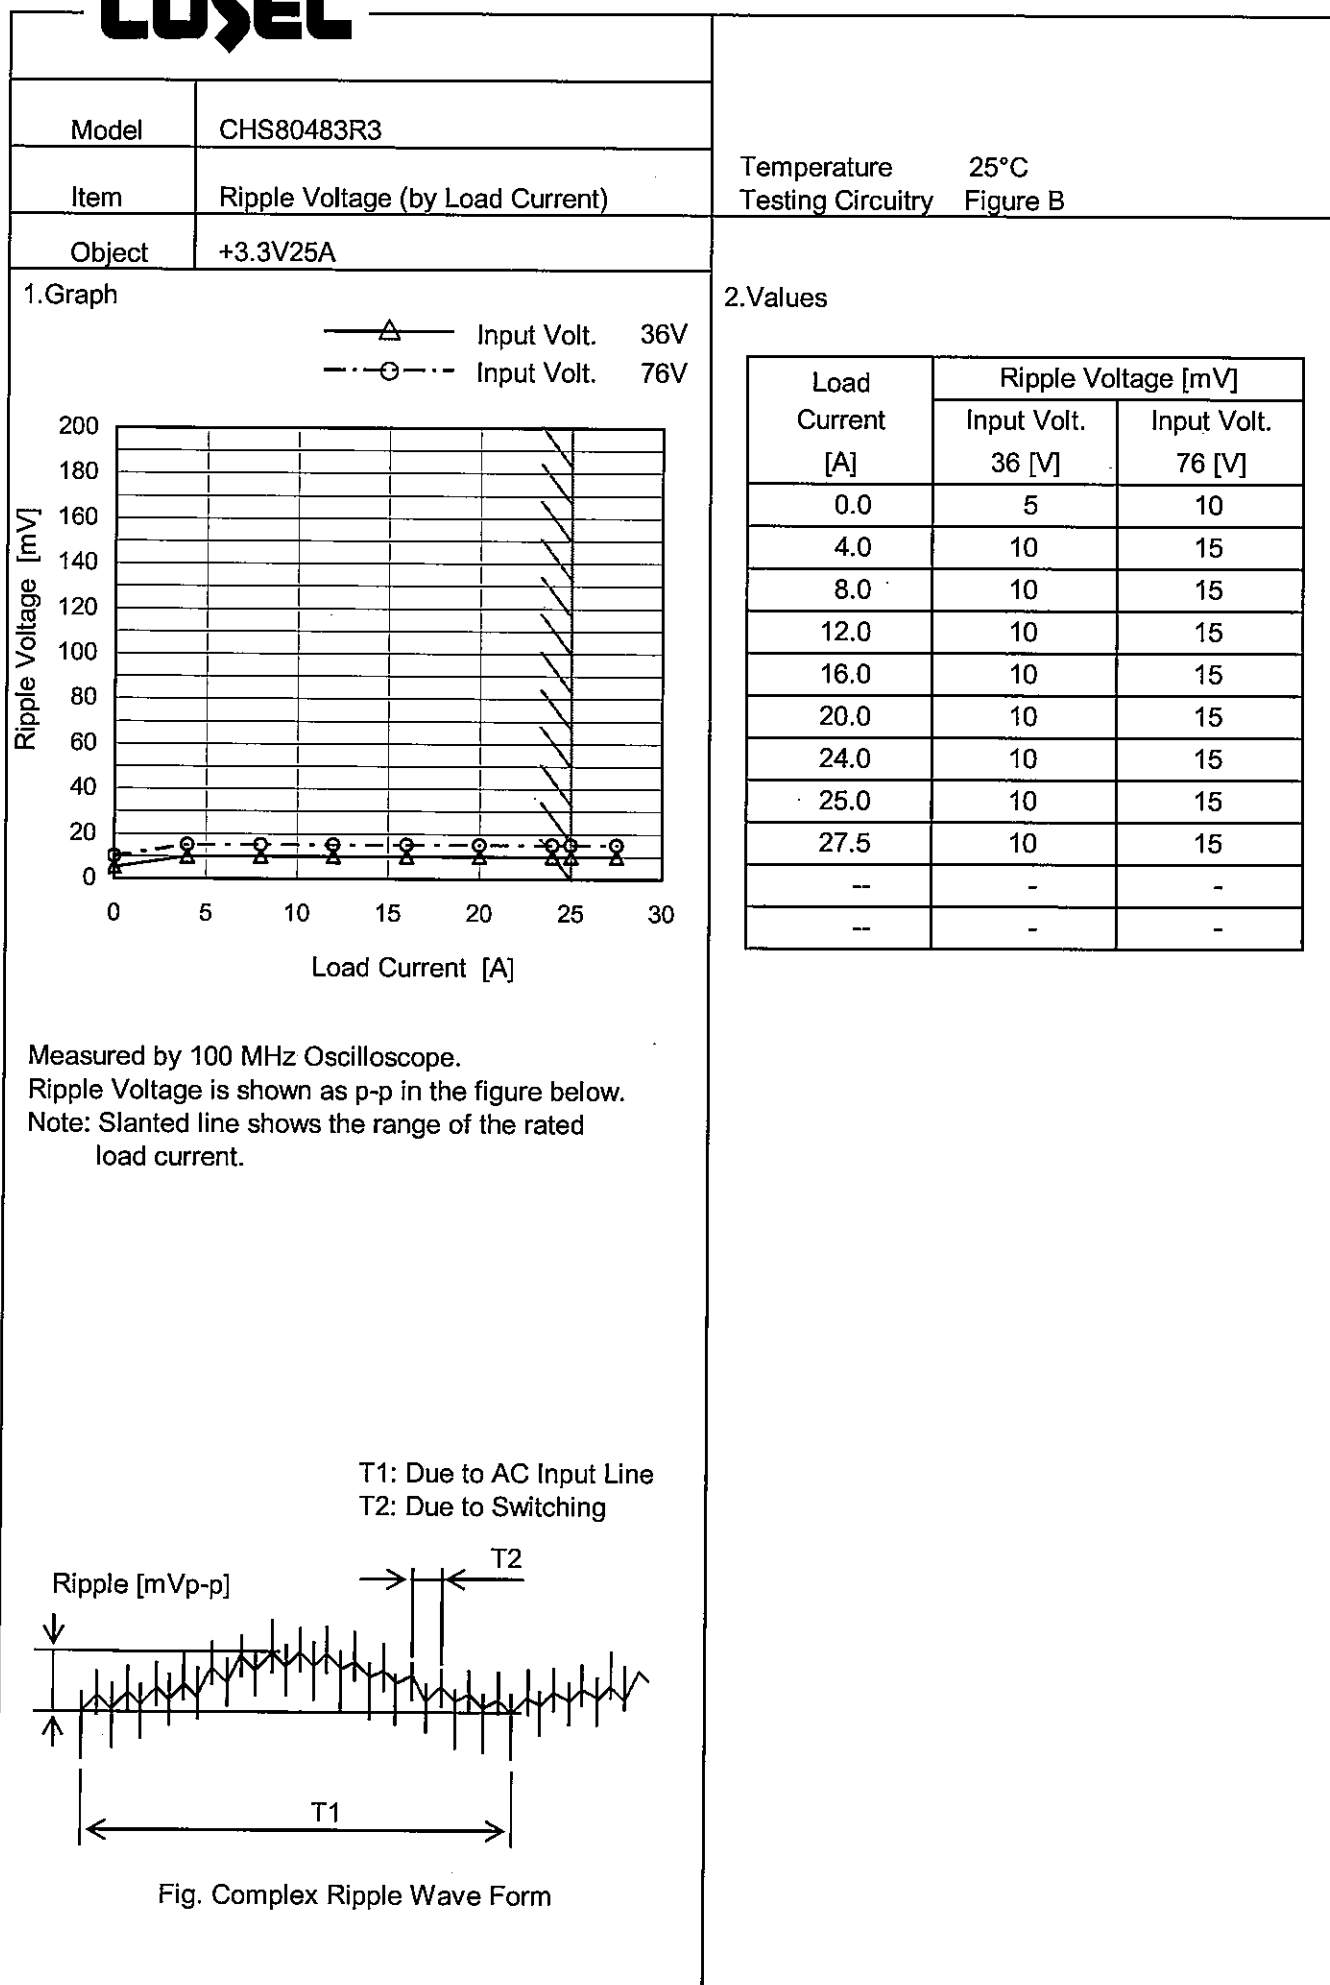 COSEL
Model CHS80483R3
Item Ripple Voltage (by Load Current)
Object +3.3V25A
Temperature 25°C
Testing Circuitry Figure B
1.Graph
Input Volt. 36V
Input Volt. 76V
Ripple Voltage [mV]
200
180
160
140
120
100
80
60
40
20
0
0 5 10 15 20 25 30
Load Current [A]
Measured by 100 MHz Oscilloscope.
Ripple Voltage is shown as p-p in the figure below.
Note: Slanted line shows the range of the rated
load current.
T1: Due to AC Input Line
T2: Due to Switching
T2
Ripple [mVp-p]
T1
Fig. Complex Ripple Wave Form
2.Values
Load Ripple Voltage [mV]
Current Input Volt. Input Volt.
[A] 36 [V] 76 [V]
0.0 5 10
4.0 10 15
8.0 10 15
12.0 10 15
16.0 10 15
20.0 10 15
24.0 10 15
25.0 10 15
27.5 10 15
-- - -
-- - -